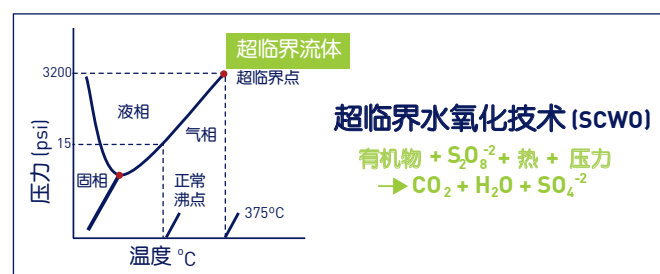 超临界流体
3200
超临界点
液相
气相
15
固相
正常
沸点
375°C
压力 (psi)
温度 °C
超临界水氧化技术 (SCWO)
有机物 + S₂O₈⁻² + 热 + 压力
→ CO₂ + H₂O + SO₄⁻²